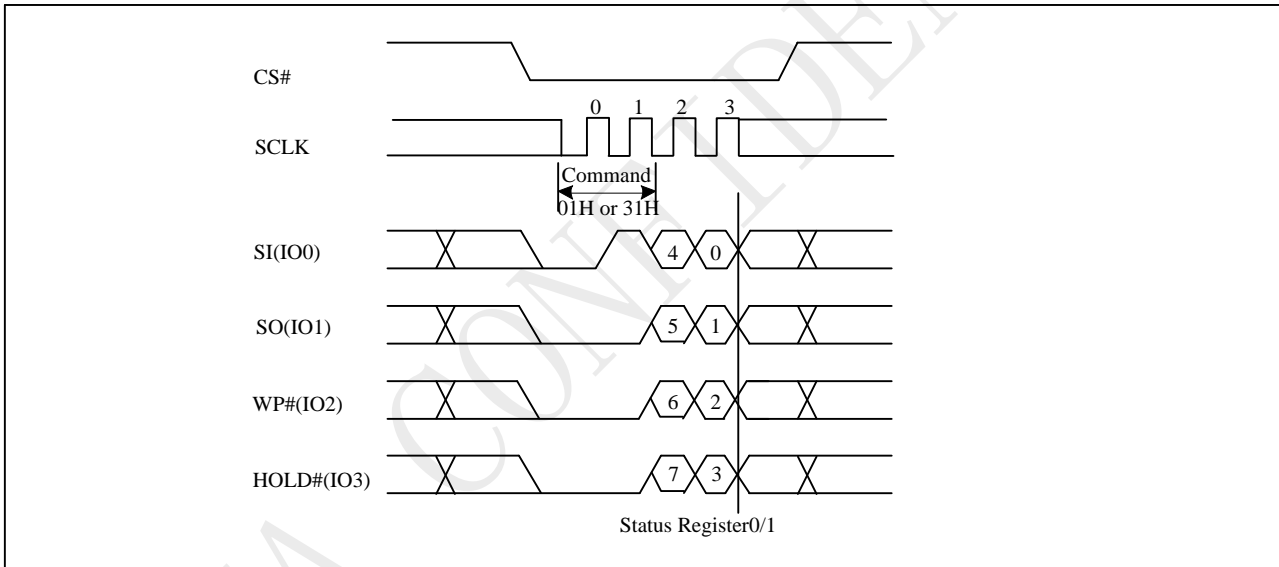 CS#
0 1 2 3
SCLK
Command
01H or 31H
SI(IO0) 4 0
SO(IO1) 5 1
WP#(IO2) 6 2
HOLD#(IO3) 7 3
Status Register0/1